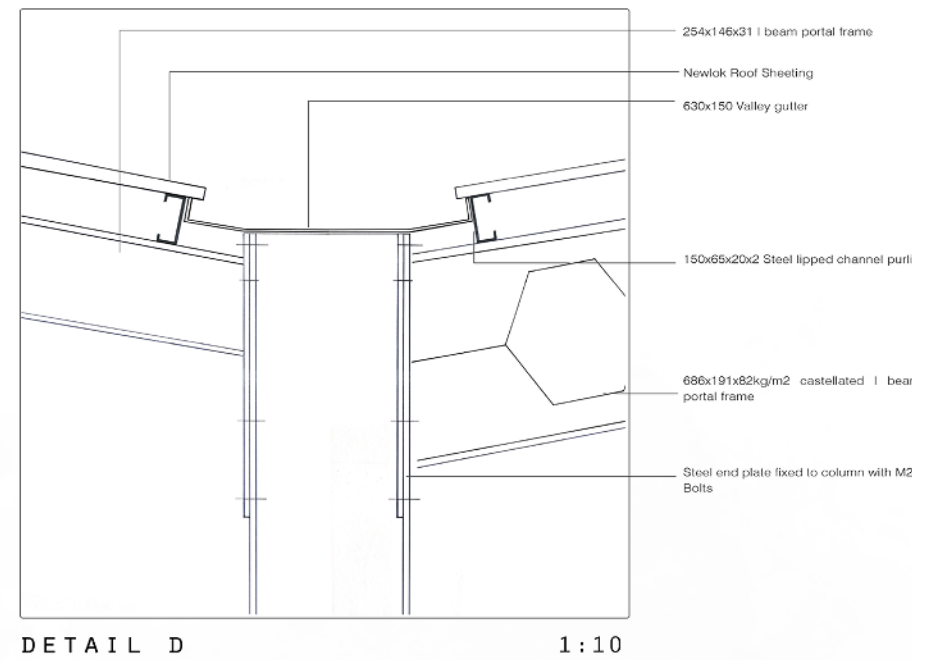 254x146x31 I beam portal frame
Newlok Roof Sheeting
630x150 Valley gutter
150x65x20x2 Steel lipped channel purli
686x191x82kg/m2 castellated I bear
portal frame
Steel end plate fixed to column with M2
Bolts
DETAIL D 1:10